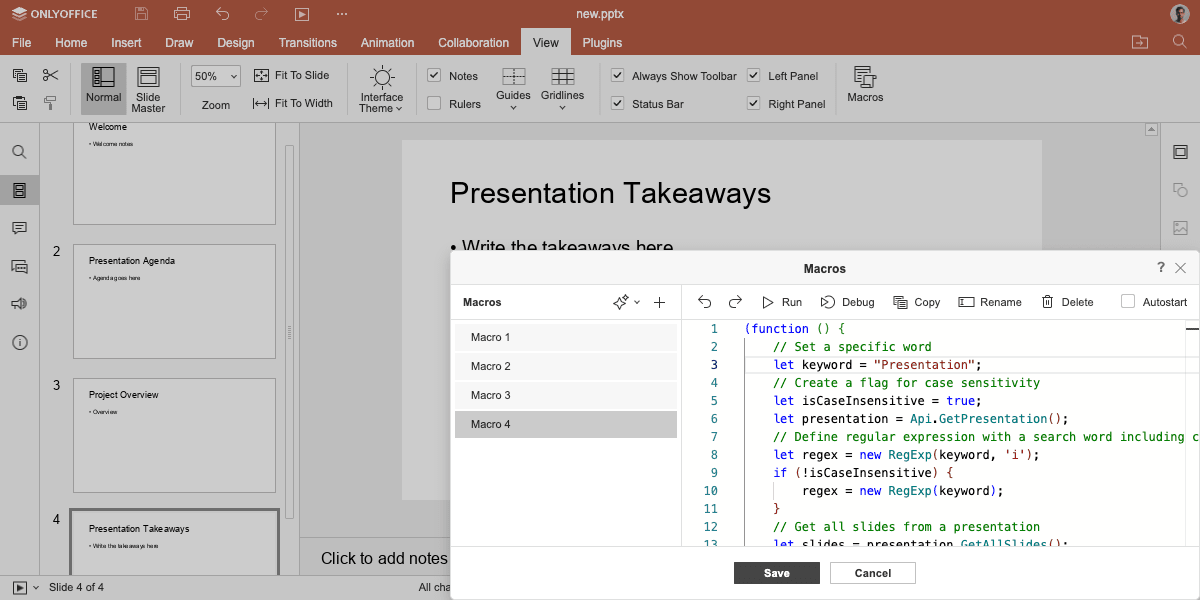 ONLYOFFICE
new.pptx
File Home Insert Draw Design Transitions Animation Collaboration View Plugins
Normal
Slide Master
50%
Zoom
Fit To Slide
Fit To Width
Interface Theme
Notes
Rulers
Guides
Gridlines
Always Show Toolbar
Status Bar
Left Panel
Right Panel
Macros
Welcome
• Welcome notes
2
Presentation Agenda
• Agenda goes here
3
Project Overview
• Overview
4
Presentation Takeaways
• Write the takeaways here
Presentation Takeaways
• Write the takeaways here
Click to add notes
Slide 4 of 4
All cha
Macros
?
Macros
Run Debug Copy Rename Delete Autostart
Macro 1
Macro 2
Macro 3
Macro 4
1 (function () {
2 // Set a specific word
3 let keyword = "Presentation";
4 // Create a flag for case sensitivity
5 let isCaseInsensitive = true;
6 let presentation = Api.GetPresentation();
7 // Define regular expression with a search word including c
8 let regex = new RegExp(keyword, 'i');
9 if (!isCaseInsensitive) {
10 regex = new RegExp(keyword);
11 }
12 // Get all slides from a presentation
13 let slides = presentation.GetAllSlides();
Save
Cancel